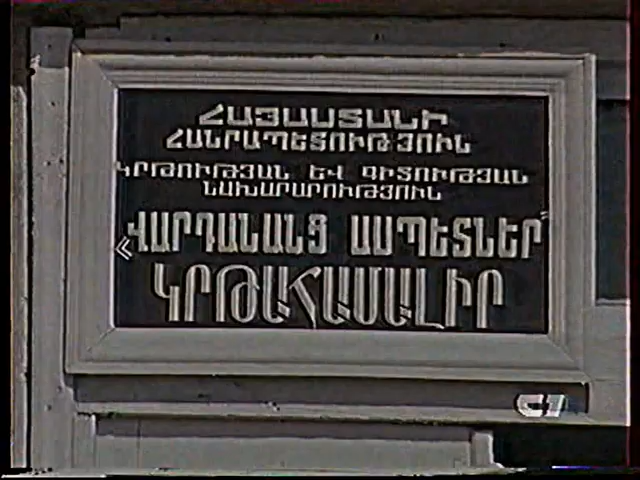 ՀԱՅԱՍՏԱՆԻ
ՀԱՆՐԱՊԵՏՈՒԹՅՈՒՆ
ԿՐԹՈՒԹՅԱՆ ԵՎ ԳԻՏՈՒԹՅԱՆ
ՆԱԽԱՐԱՐՈՒԹՅՈՒՆ
«ՎԱՐԴԱՆԱՆՑ ԱՍՊԵՏՆԵՐ»
ԿՐԹԱՀԱՄԱԼԻՐ